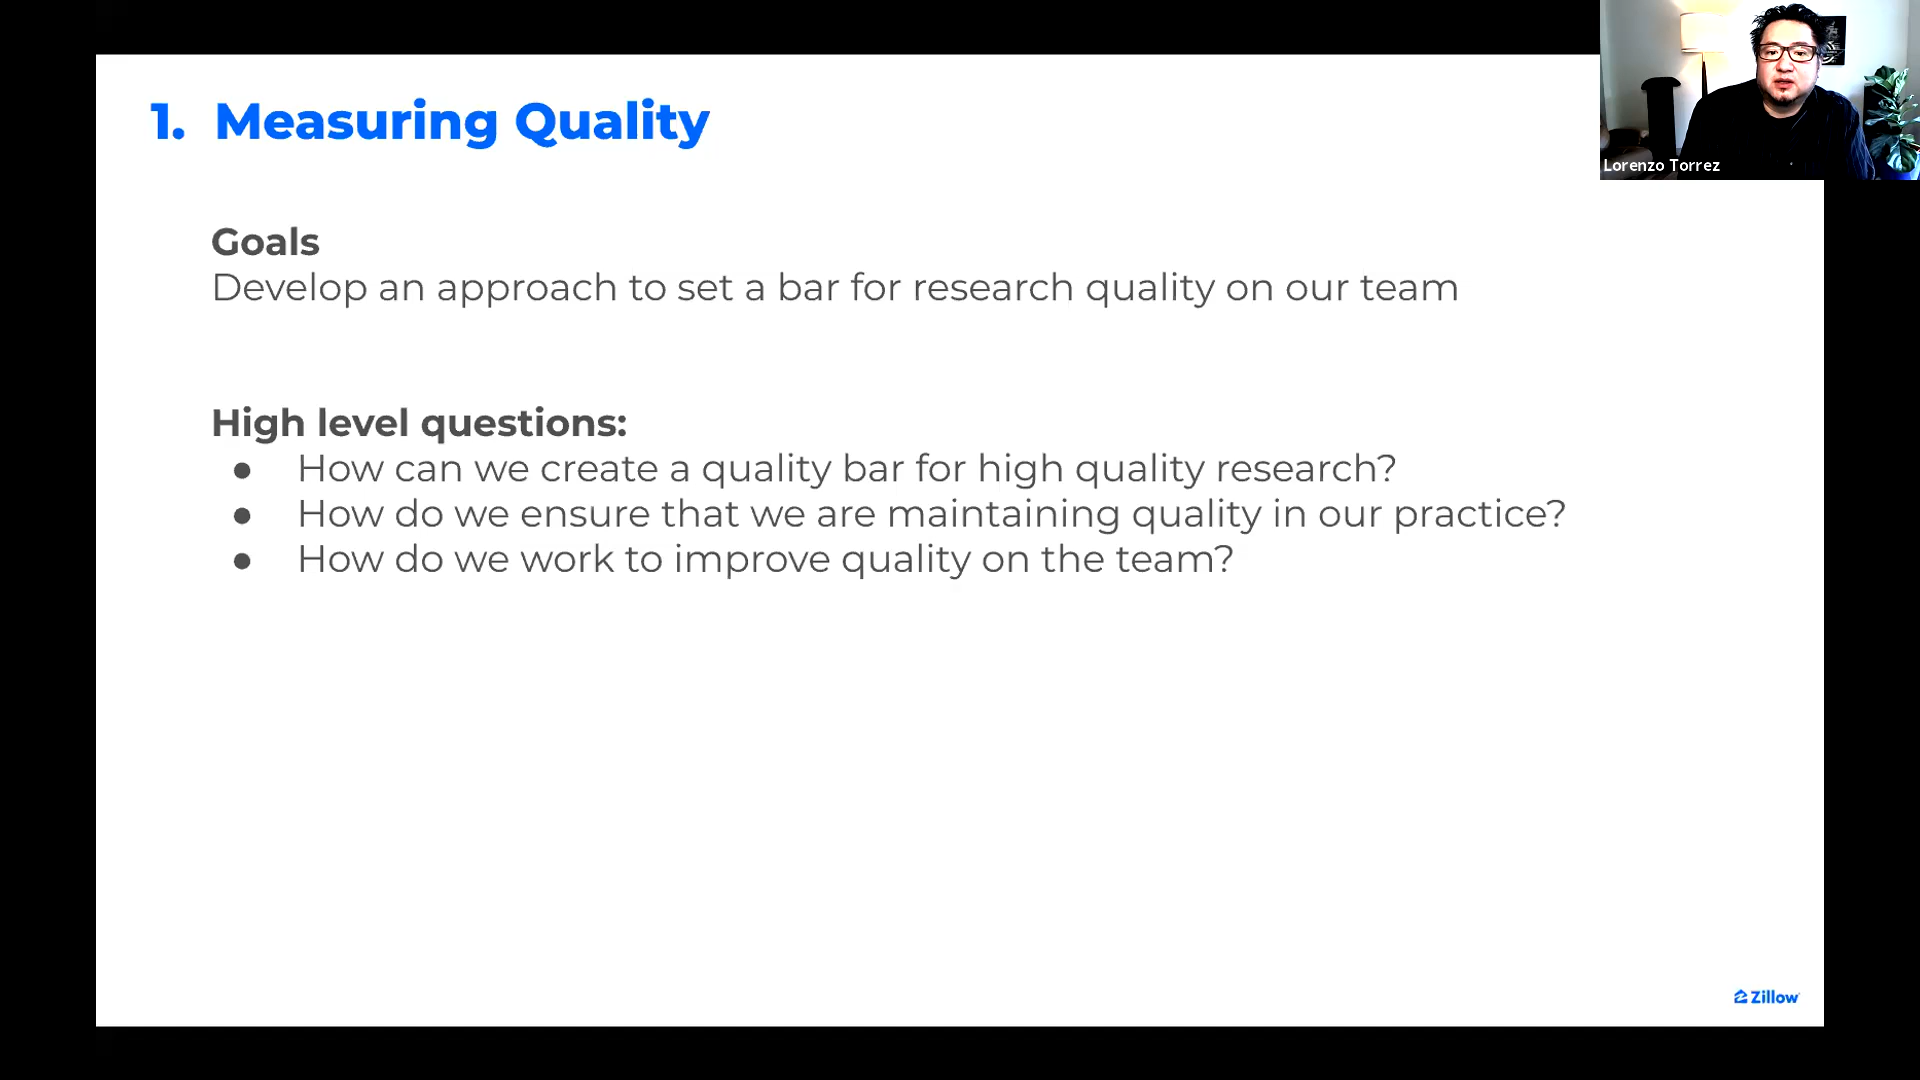 1. Measuring Quality
Lorenzo Torrez
Goals
Develop an approach to set a bar for research quality on our team
High level questions:
● How can we create a quality bar for high quality research?
● How do we ensure that we are maintaining quality in our practice?
● How do we work to improve quality on the team?
Zillow